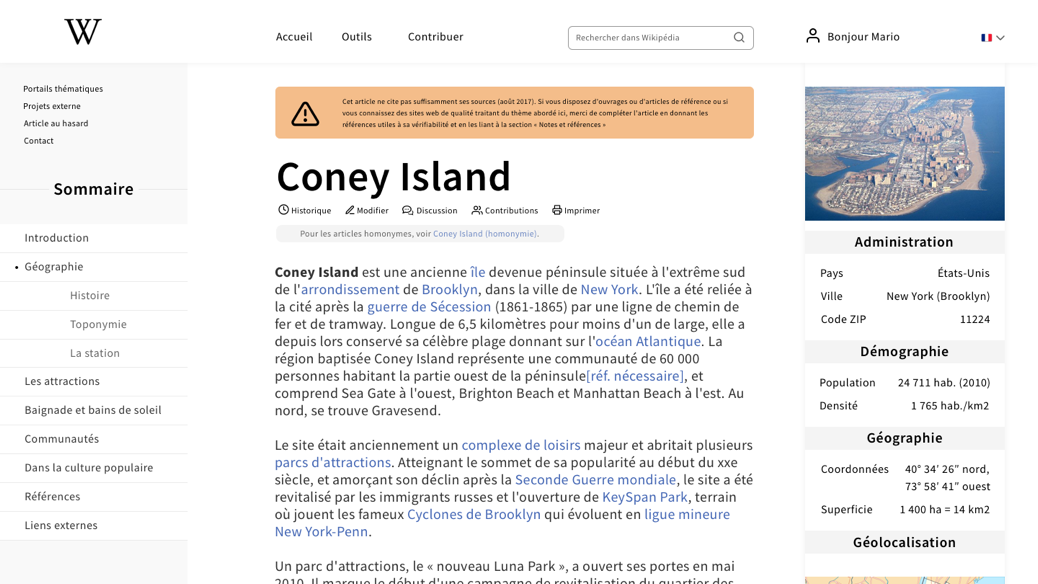 W
Accueil
Outils
Contribuer
Rechercher dans Wikipédia
Bonjour Mario
Portails thématiques
Projets externe
Article au hasard
Contact
Sommaire
Introduction
• Géographie
Histoire
Toponymie
La station
Les attractions
Baignade et bains de soleil
Communautés
Dans la culture populaire
Références
Liens externes
Cet article ne cite pas suffisamment ses sources (août 2017). Si vous disposez d'ouvrages ou d'articles de référence ou si
vous connaissez des sites web de qualité traitant du thème abordé ici, merci de compléter l'article en donnant les
références utiles à sa vérifiabilité et en les liant à la section « Notes et références »
Coney Island
Historique
Modifier
Discussion
Contributions
Imprimer
Pour les articles homonymes, voir Coney Island (homonymie).
Coney Island est une ancienne île devenue péninsule située à l'extrême sud
de l'arrondissement de Brooklyn, dans la ville de New York. L'île a été reliée à
la cité après la guerre de Sécession (1861-1865) par une ligne de chemin de
fer et de tramway. Longue de 6,5 kilomètres pour moins d'un de large, elle a
depuis lors conservé sa célèbre plage donnant sur l'océan Atlantique. La
région baptisée Coney Island représente une communauté de 60 000
personnes habitant la partie ouest de la péninsule[réf. nécessaire], et
comprend Sea Gate à l'ouest, Brighton Beach et Manhattan Beach à l'est. Au
nord, se trouve Gravesend.
Le site était anciennement un complexe de loisirs majeur et abritait plusieurs
parcs d'attractions. Atteignant le sommet de sa popularité au début du xxe
siècle, et amorçant son déclin après la Seconde Guerre mondiale, le site a été
revitalisé par les immigrants russes et l'ouverture de KeySpan Park, terrain
où jouent les fameux Cyclones de Brooklyn qui évoluent en ligue mineure
New York-Penn.
Un parc d'attractions, le « nouveau Luna Park », a ouvert ses portes en mai
2010. Il marque le début d'une campagne de revitalisation du quartier des
Administration
Pays États-Unis
Ville New York (Brooklyn)
Code ZIP 11224
Démographie
Population 24 711 hab. (2010)
Densité 1 765 hab./km2
Géographie
Coordonnées 40° 34′ 26″ nord,
73° 58′ 41″ ouest
Superficie 1 400 ha = 14 km2
Géolocalisation